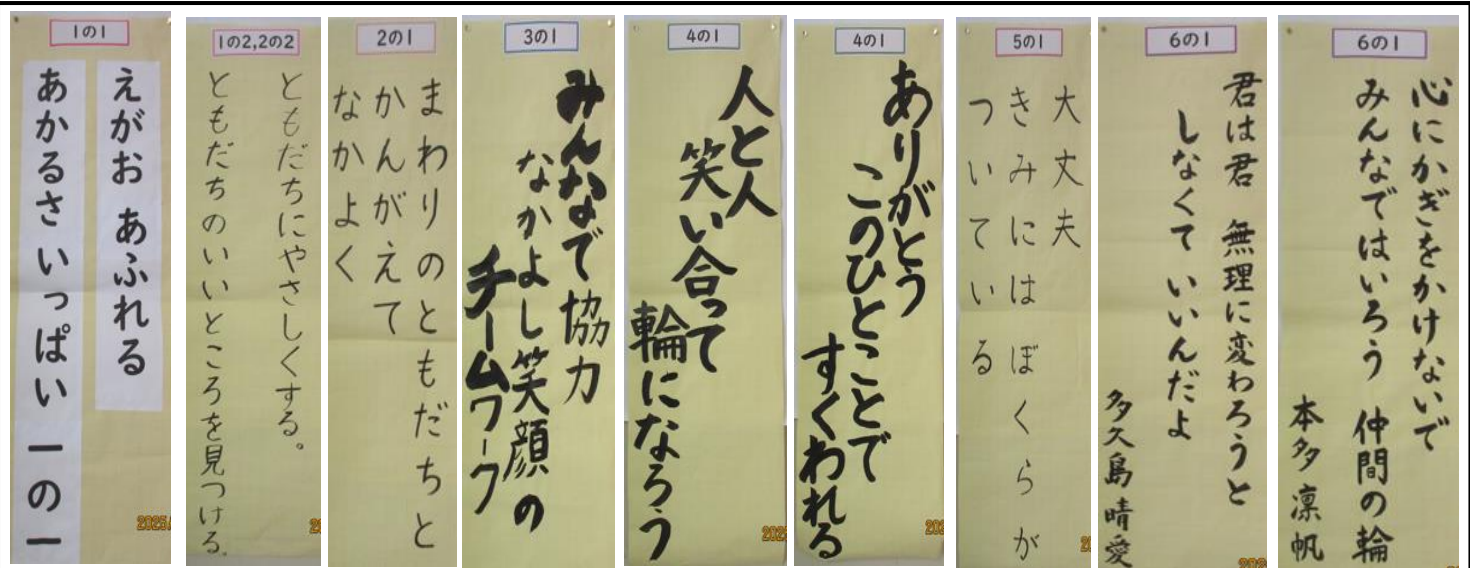 1の1
えがお あふれる
あかるさ いっぱい 一の一
2025
1の2,2の2
ともだちにやさしくする。
ともだちのいいところを見つける。
2の1
まわりのともだちと
かんがえて
なかよく
3の1
みんなで協力
なかよし笑顔の
チームワーク
4の1
人と人
笑い合って
輪になろう
202
4の1
ありがとう
このひとことで
すくわれる
202
5の1
大丈夫
きみにはぼくらが
ついている
6の1
君は君 無理に変わろうと
しなくて いいんだよ
多久島晴愛
6の1
心にかぎをかけないで
みんなではいろう 仲間の輪
本多 凛帆